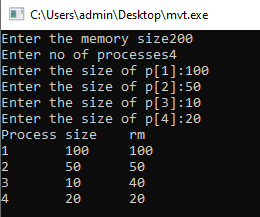 C:\Users\admin\Desktop\mvt.exe
Enter the memory size200
Enter no of processes4
Enter the size of p[1]:100
Enter the size of p[2]:50
Enter the size of p[3]:10
Enter the size of p[4]:20
Process size    rm
1       100     100
2       50      50
3       10      40
4       20      20